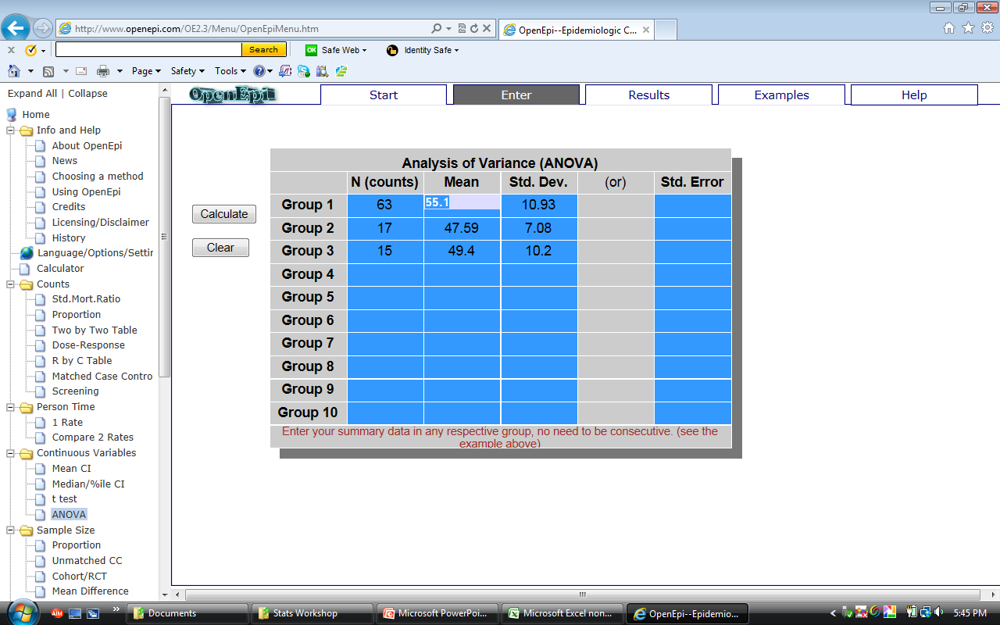 http://www.openepi.com/OE2.3/Menu/OpenEpiMenu.htm
OpenEpi--Epidemiologic C...
Search
OK Safe Web
Identity Safe
Page Safety Tools
Expand All | Collapse
Home
Info and Help
About OpenEpi
News
Choosing a method
Using OpenEpi
Credits
Licensing/Disclaimer
History
Language/Options/Settin
Calculator
Counts
Std.Mort.Ratio
Proportion
Two by Two Table
Dose-Response
R by C Table
Matched Case Contro
Screening
Person Time
1 Rate
Compare 2 Rates
Continuous Variables
Mean CI
Median/%ile CI
t test
ANOVA
Sample Size
Proportion
Unmatched CC
Cohort/RCT
Mean Difference
OpenEpi
Start Enter Results Examples Help
Calculate
Clear
Analysis of Variance (ANOVA)
N (counts) Mean Std. Dev. (or) Std. Error
Group 1 63 55.1 10.93
Group 2 17 47.59 7.08
Group 3 15 49.4 10.2
Group 4
Group 5
Group 6
Group 7
Group 8
Group 9
Group 10
Enter your summary data in any respective group, no need to be consecutive. (see the
example above)
AIM » Documents Stats Workshop Microsoft PowerPoi... Microsoft Excel non... OpenEpi--Epidemio... 5:45 PM